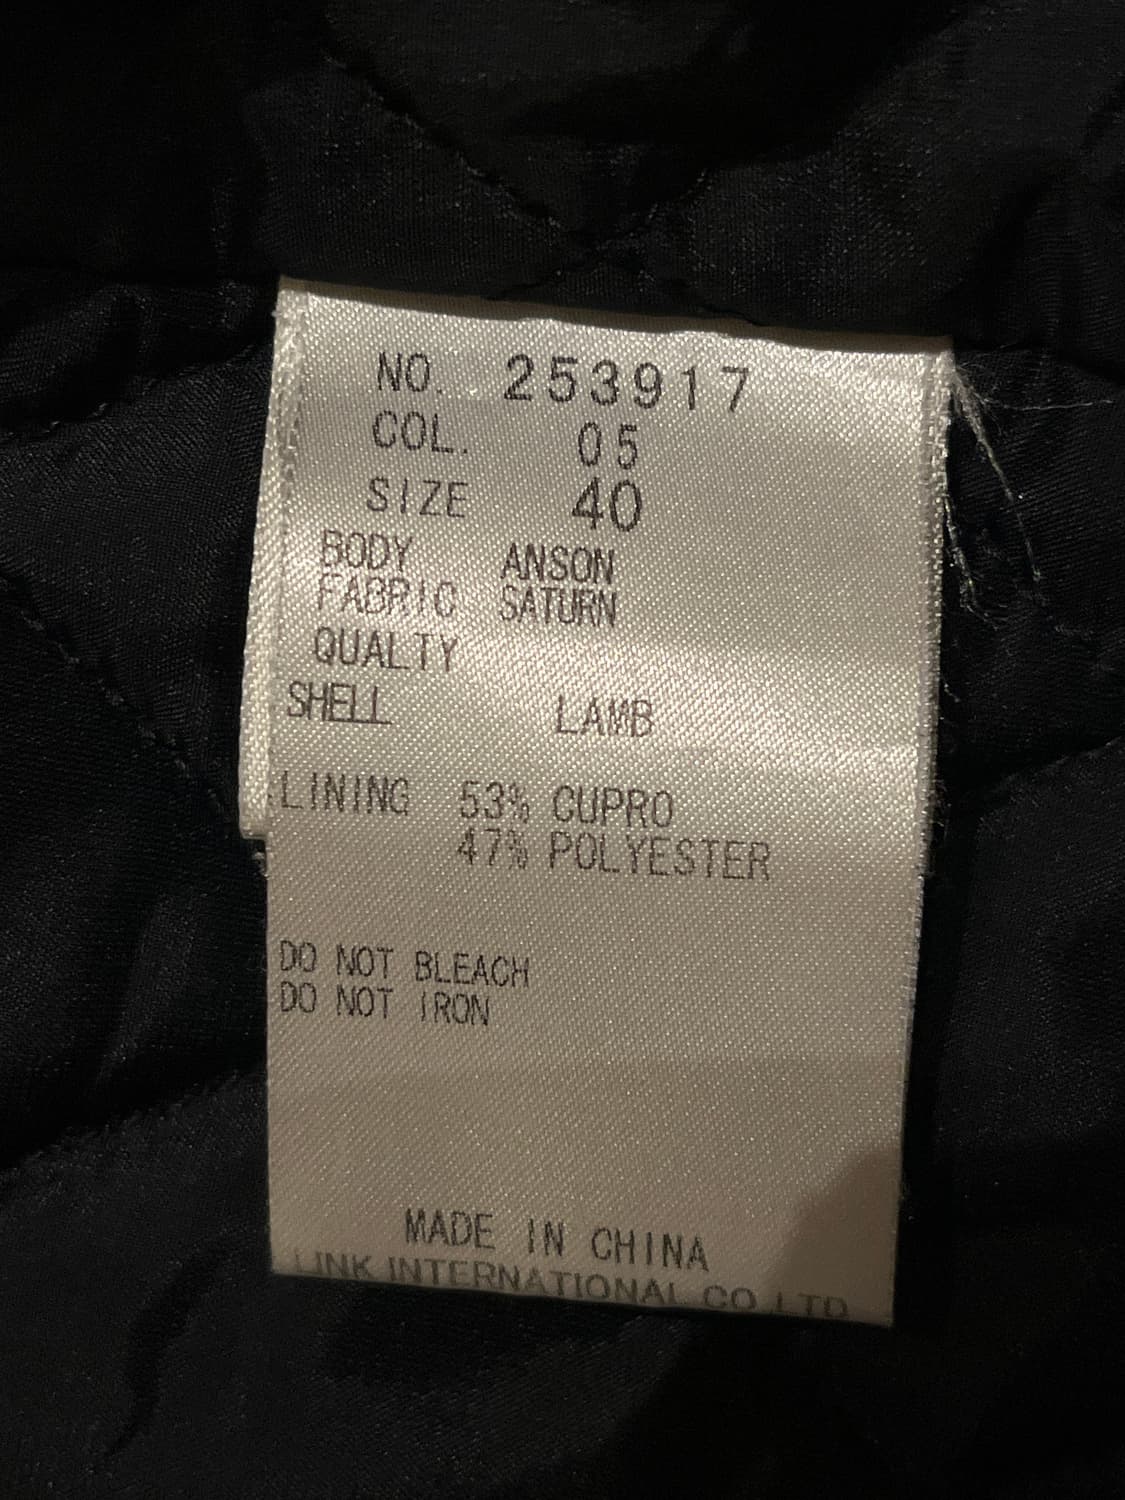 NO. 253917
COL. 05
SIZE 40
BODY ANSON
FABRIC SATURN
QUALTY
SHELL LAMB
LINING 53% CUPRO
47% POLYESTER
DO NOT BLEACH
DO NOT IRON
MADE IN CHINA
LINK INTERNATIONAL CO LTD